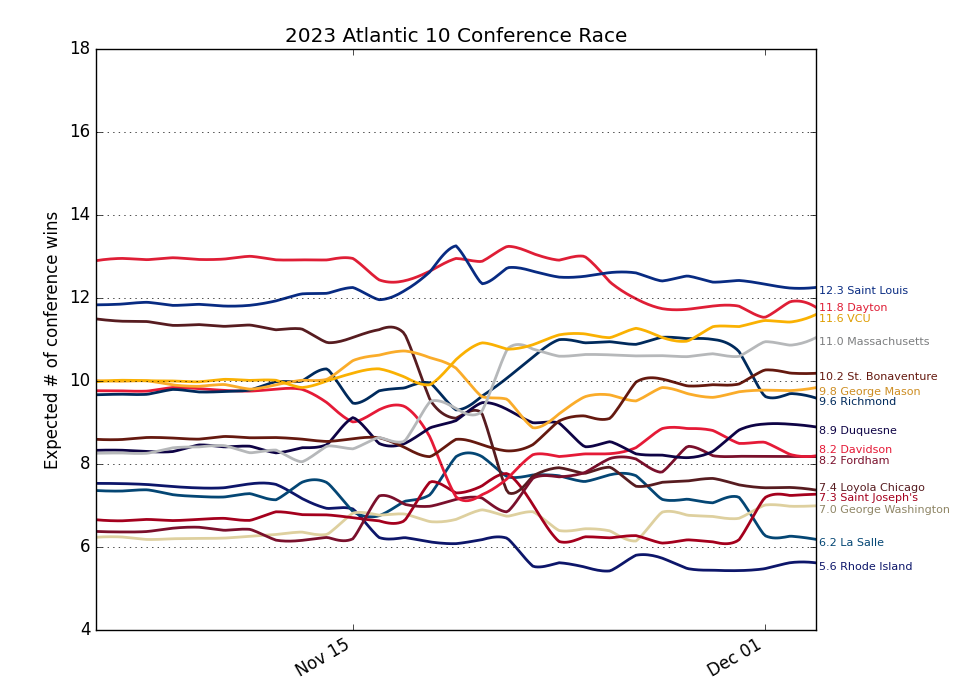 2023 Atlantic 10 Conference Race
Expected # of conference wins
18
16
14
12
10
8
6
4
Nov 15
Dec 01
12.3 Saint Louis
11.8 Dayton
11.6 VCU
11.0 Massachusetts
10.2 St. Bonaventure
9.8 George Mason
9.6 Richmond
8.9 Duquesne
8.2 Davidson
8.2 Fordham
7.4 Loyola Chicago
7.3 Saint Joseph's
7.0 George Washington
6.2 La Salle
5.6 Rhode Island